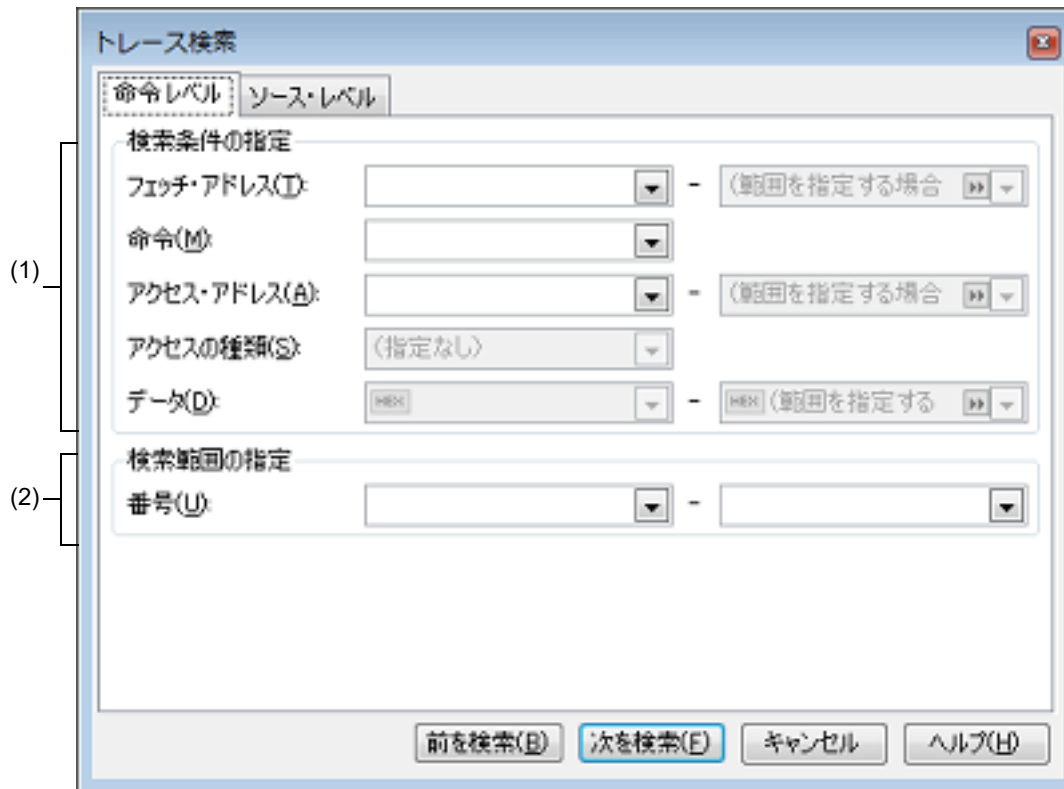 トレース検索
命令レベル ソース・レベル
(1)
検索条件の指定
フェッチ・アドレス(T): - (範囲を指定する場合
命令(M):
アクセス・アドレス(A): - (範囲を指定する場合
アクセスの種類(S): (指定なし)
データ(D): HEX - HEX (範囲を指定する
(2)
検索範囲の指定
番号(U): -
前を検索(B) 次を検索(F) キャンセル ヘルプ(H)